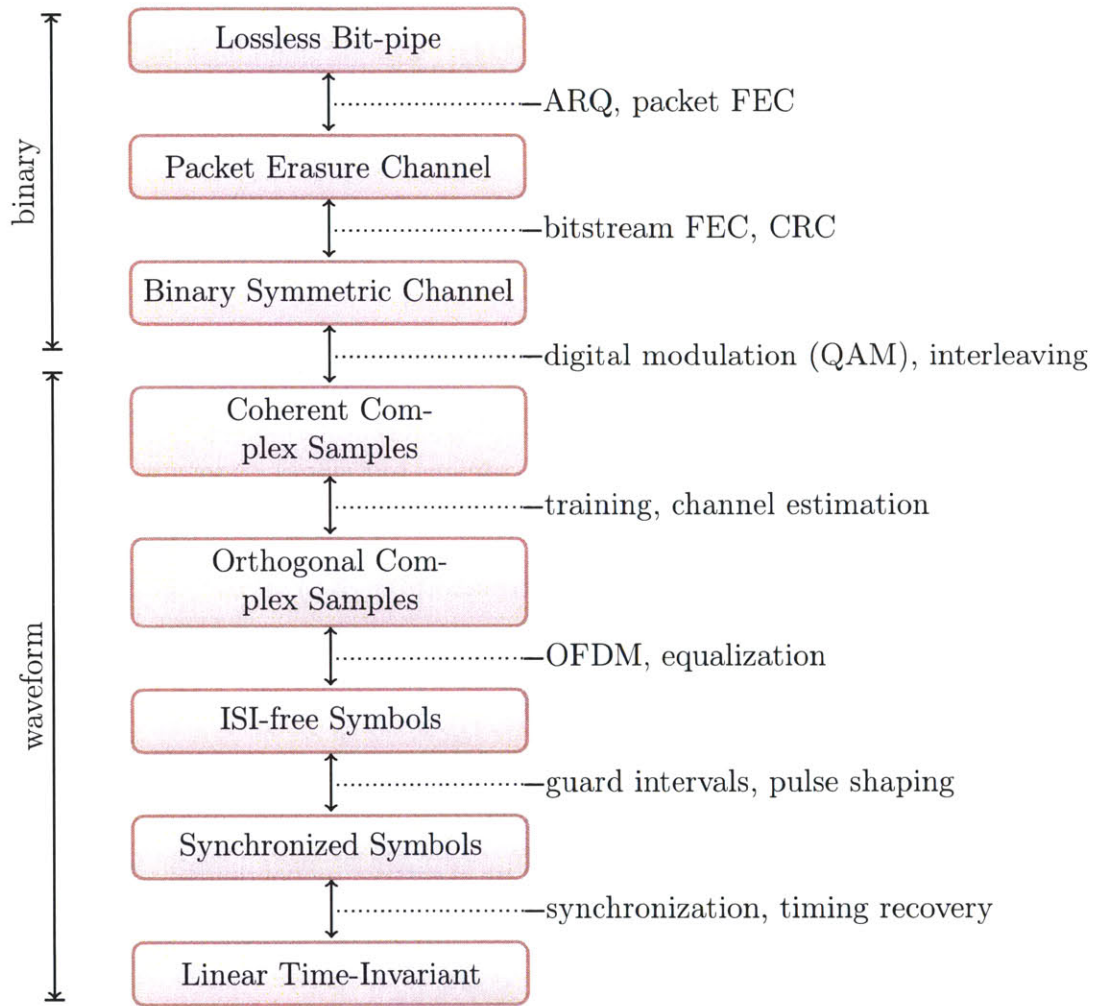 Lossless Bit-pipe
ARQ, packet FEC
Packet Erasure Channel
binary
bitstream FEC, CRC
Binary Symmetric Channel
digital modulation (QAM), interleaving
Coherent Com-
plex Samples
training, channel estimation
Orthogonal Com-
plex Samples
OFDM, equalization
waveform
ISI-free Symbols
guard intervals, pulse shaping
Synchronized Symbols
synchronization, timing recovery
Linear Time-Invariant